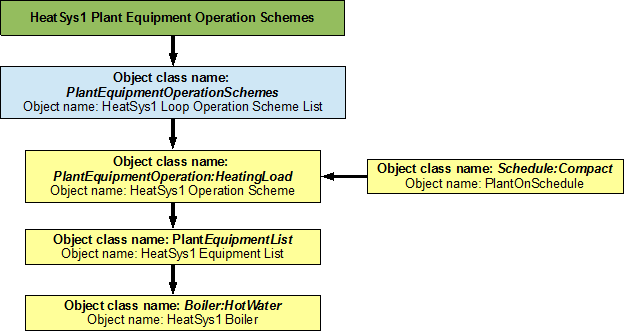 HeatSys1 Plant Equipment Operation Schemes
Object class name:
PlantEquipmentOperationSchemes
Object name: HeatSys1 Loop Operation Scheme List
Object class name:
PlantEquipmentOperation:HeatingLoad
Object name: HeatSys1 Operation Scheme
Object class name: Schedule:Compact
Object name: PlantOnSchedule
Object class name: PlantEquipmentList
Object name: HeatSys1 Equipment List
Object class name: Boiler:HotWater
Object name: HeatSys1 Boiler